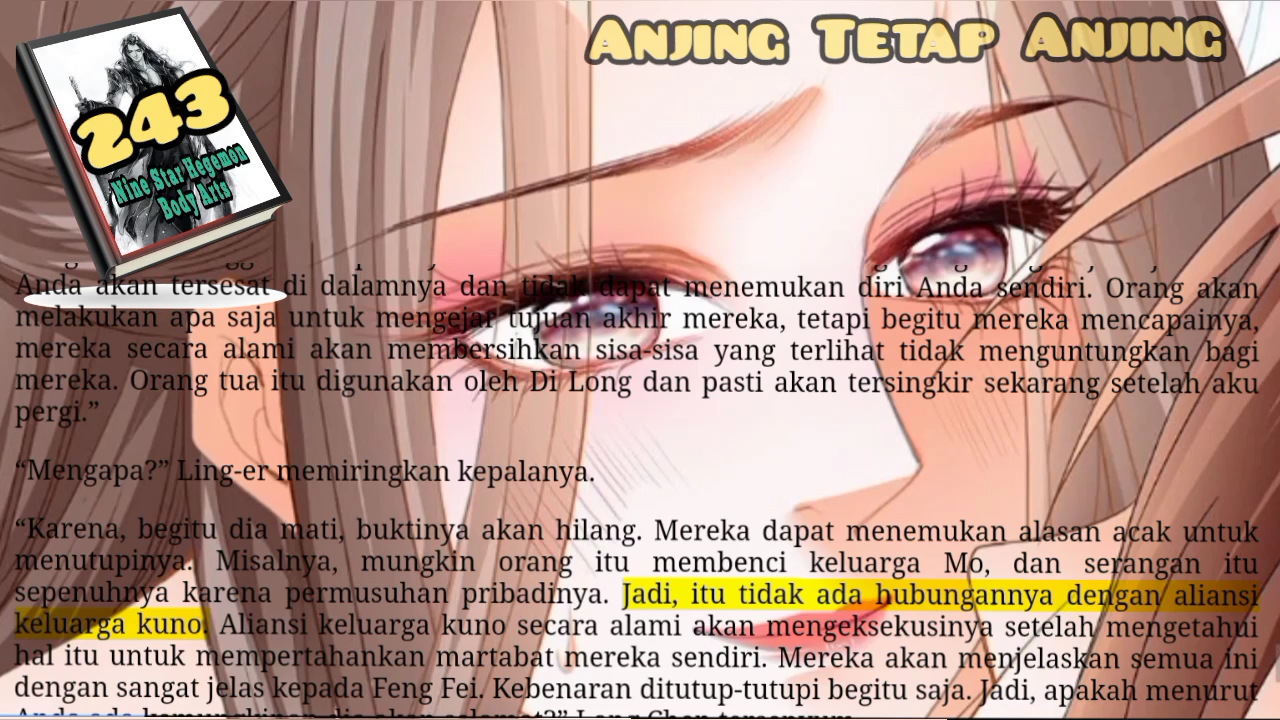 Anjing Tetap Anjing
243
Nine Star Hegemon
Body Arts
Anda akan tersesat di dalamnya dan tidak dapat menemukan diri Anda sendiri. Orang akan
melakukan apa saja untuk mengejar tujuan akhir mereka, tetapi begitu mereka mencapainya,
mereka secara alami akan membersihkan sisa-sisa yang terlihat tidak menguntungkan bagi
mereka. Orang tua itu digunakan oleh Di Long dan pasti akan tersingkir sekarang setelah aku
pergi.”
“Mengapa?” Ling-er memiringkan kepalanya.
“Karena, begitu dia mati, buktinya akan hilang. Mereka dapat menemukan alasan acak untuk
menutupinya. Misalnya, mungkin orang itu membenci keluarga Mo, dan serangan itu
sepenuhnya karena permusuhan pribadinya. Jadi, itu tidak ada hubungannya dengan aliansi
keluarga kuno. Aliansi keluarga kuno secara alami akan mengeksekusinya setelah mengetahui
hal itu untuk mempertahankan martabat mereka sendiri. Mereka akan menjelaskan semua ini
dengan sangat jelas kepada Feng Fei. Kebenaran ditutup-tutupi begitu saja. Jadi, apakah menurut